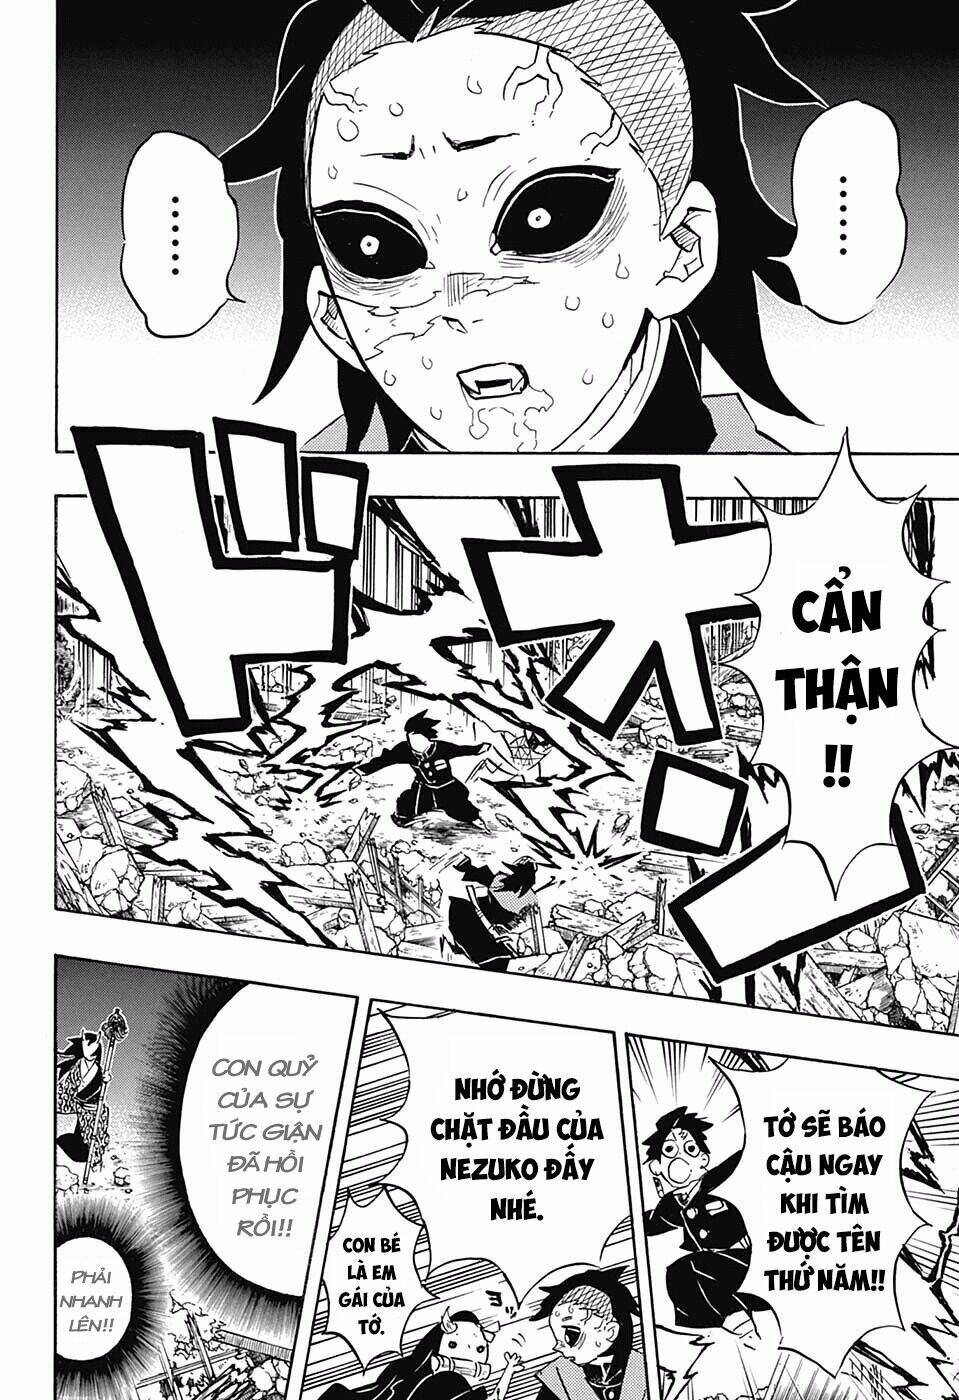 ......
......
ドオン
CẨN
THẬN
!!
TỚ SẼ BÁO
CẬU NGAY
KHI TÌM
ĐƯỢC TÊN
THỨ NĂM!!
NHỚ ĐỪNG
CHẶT ĐẦU CỦA
NEZUKO ĐẤY
NHÉ.
CON BÉ
LÀ EM
GÁI CỦA
TỚ.
CON QUỶ
CỦA SỰ
TỨC GIẬN
ĐÃ HỒI
PHỤC
RỒI!!
PHẢI
NHANH
LÊN!!